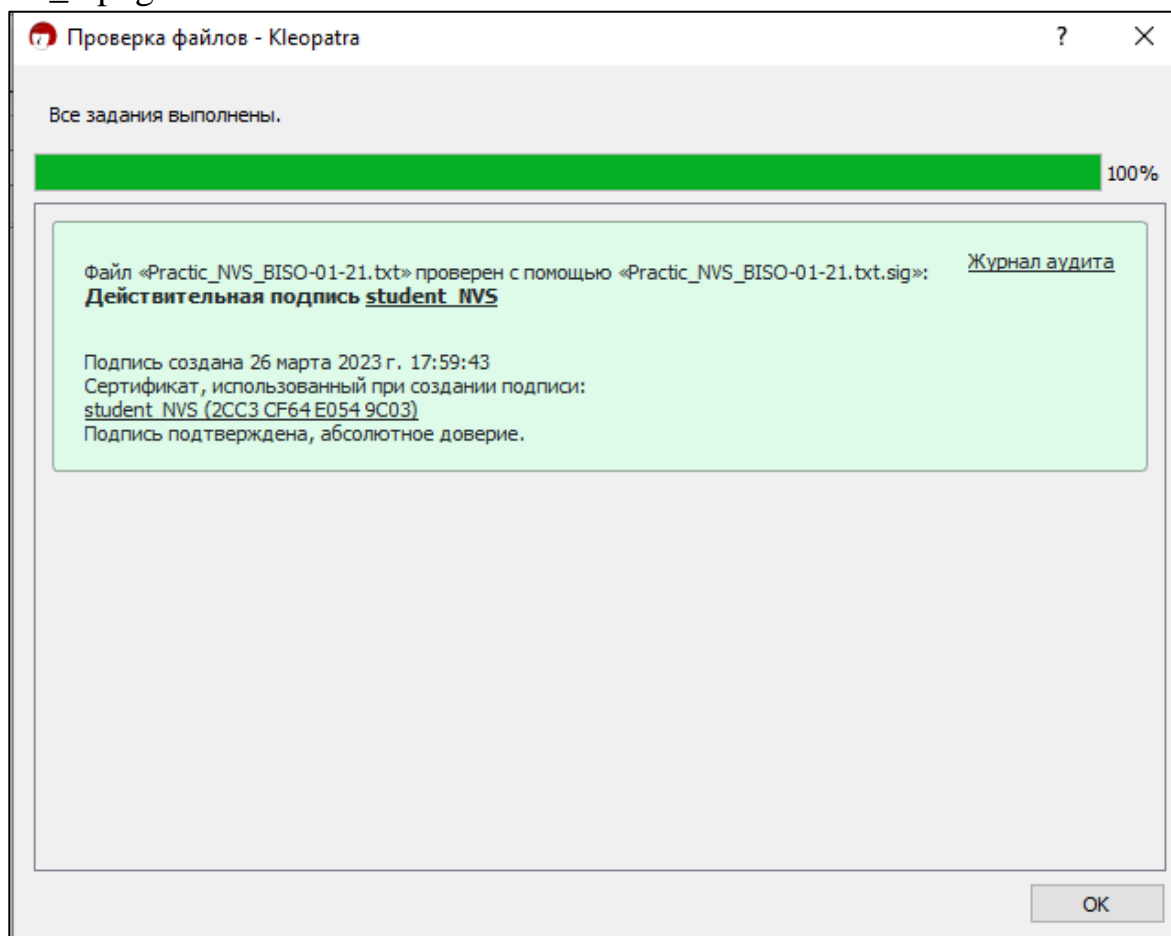 Проверка файлов - Kleopatra
?
Все задания выполнены.
100%
Файл «Practic_NVS_BISO-01-21.txt» проверен с помощью «Practic_NVS_BISO-01-21.txt.sig»:
Журнал аудита
Действительная подпись student_NVS
Подпись создана 26 марта 2023 г. 17:59:43
Сертификат, использованный при создании подписи:
student_NVS (2CC3 CF64 E054 9C03)
Подпись подтверждена, абсолютное доверие.
OK